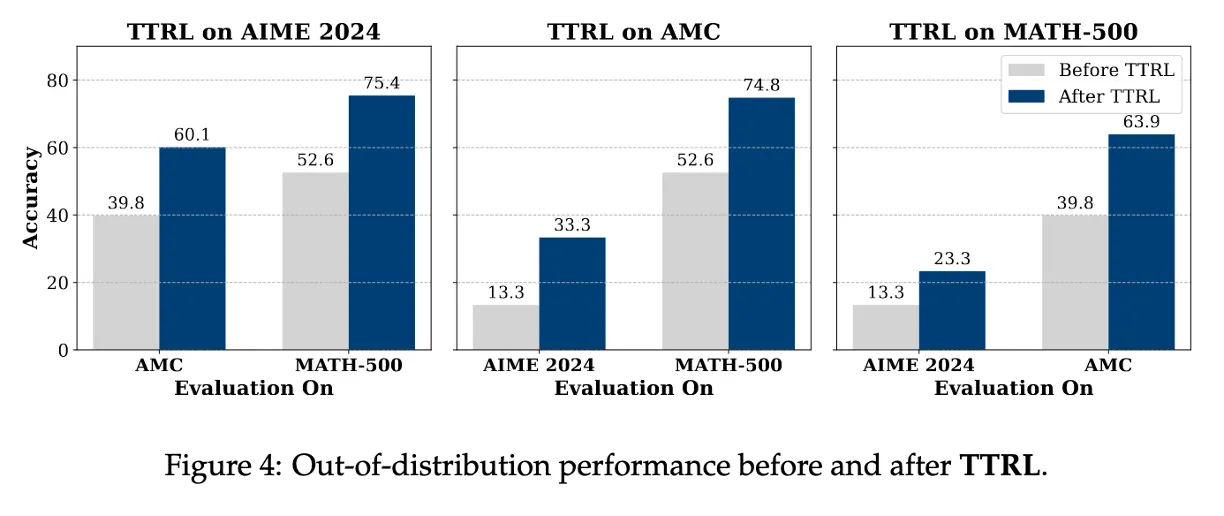 TTRL on AIME 2024
TTRL on AMC
TTRL on MATH-500
Accuracy
80
60
40
20
0
39.8
60.1
52.6
75.4
AMC
MATH-500
Evaluation On
13.3
33.3
52.6
74.8
AIME 2024
MATH-500
Evaluation On
Before TTRL
After TTRL
13.3
23.3
39.8
63.9
AIME 2024
AMC
Evaluation On
Figure 4: Out-of-distribution performance before and after TTRL.